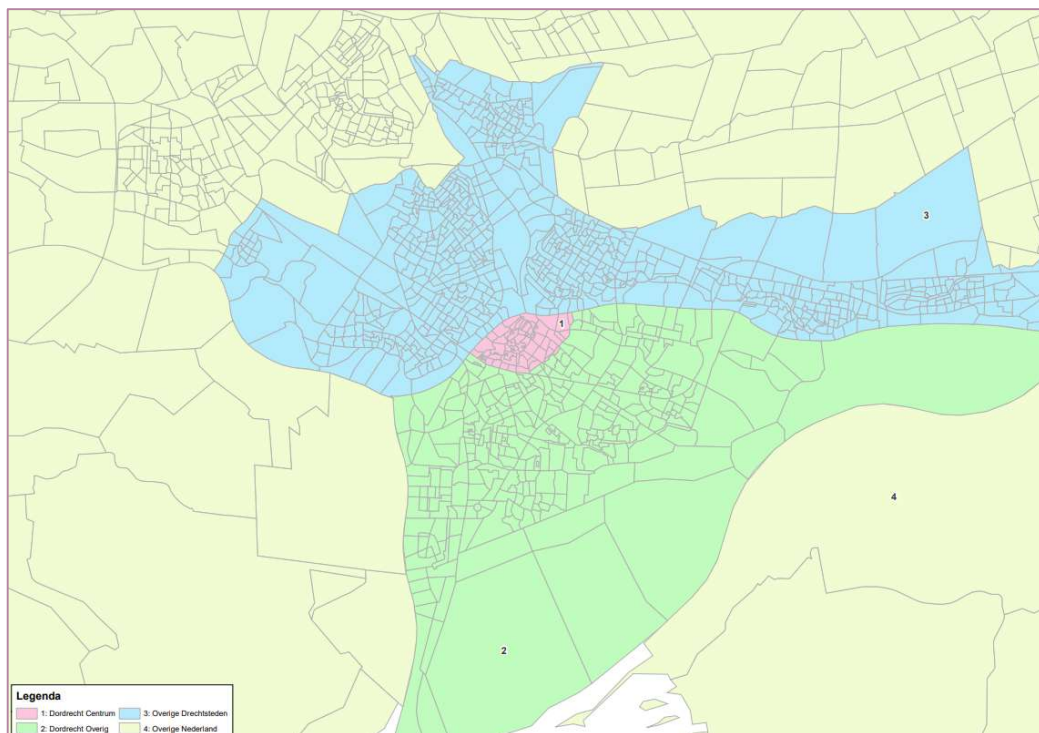 3
1
4
2
Legenda
1: Dordrecht Centrum 3: Overige Drechtsteden
2: Dordrecht Overig 4: Overige Nederland